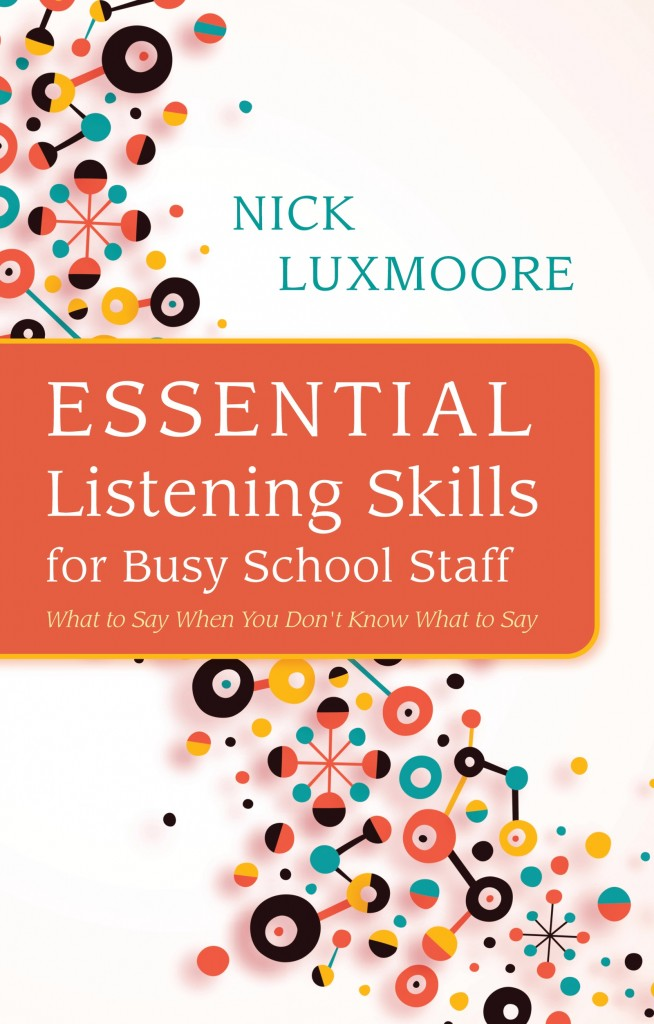 NICK
LUXMOORE
ESSENTIAL
Listening Skills
for Busy School Staff
What to Say When You Don't Know What to Say